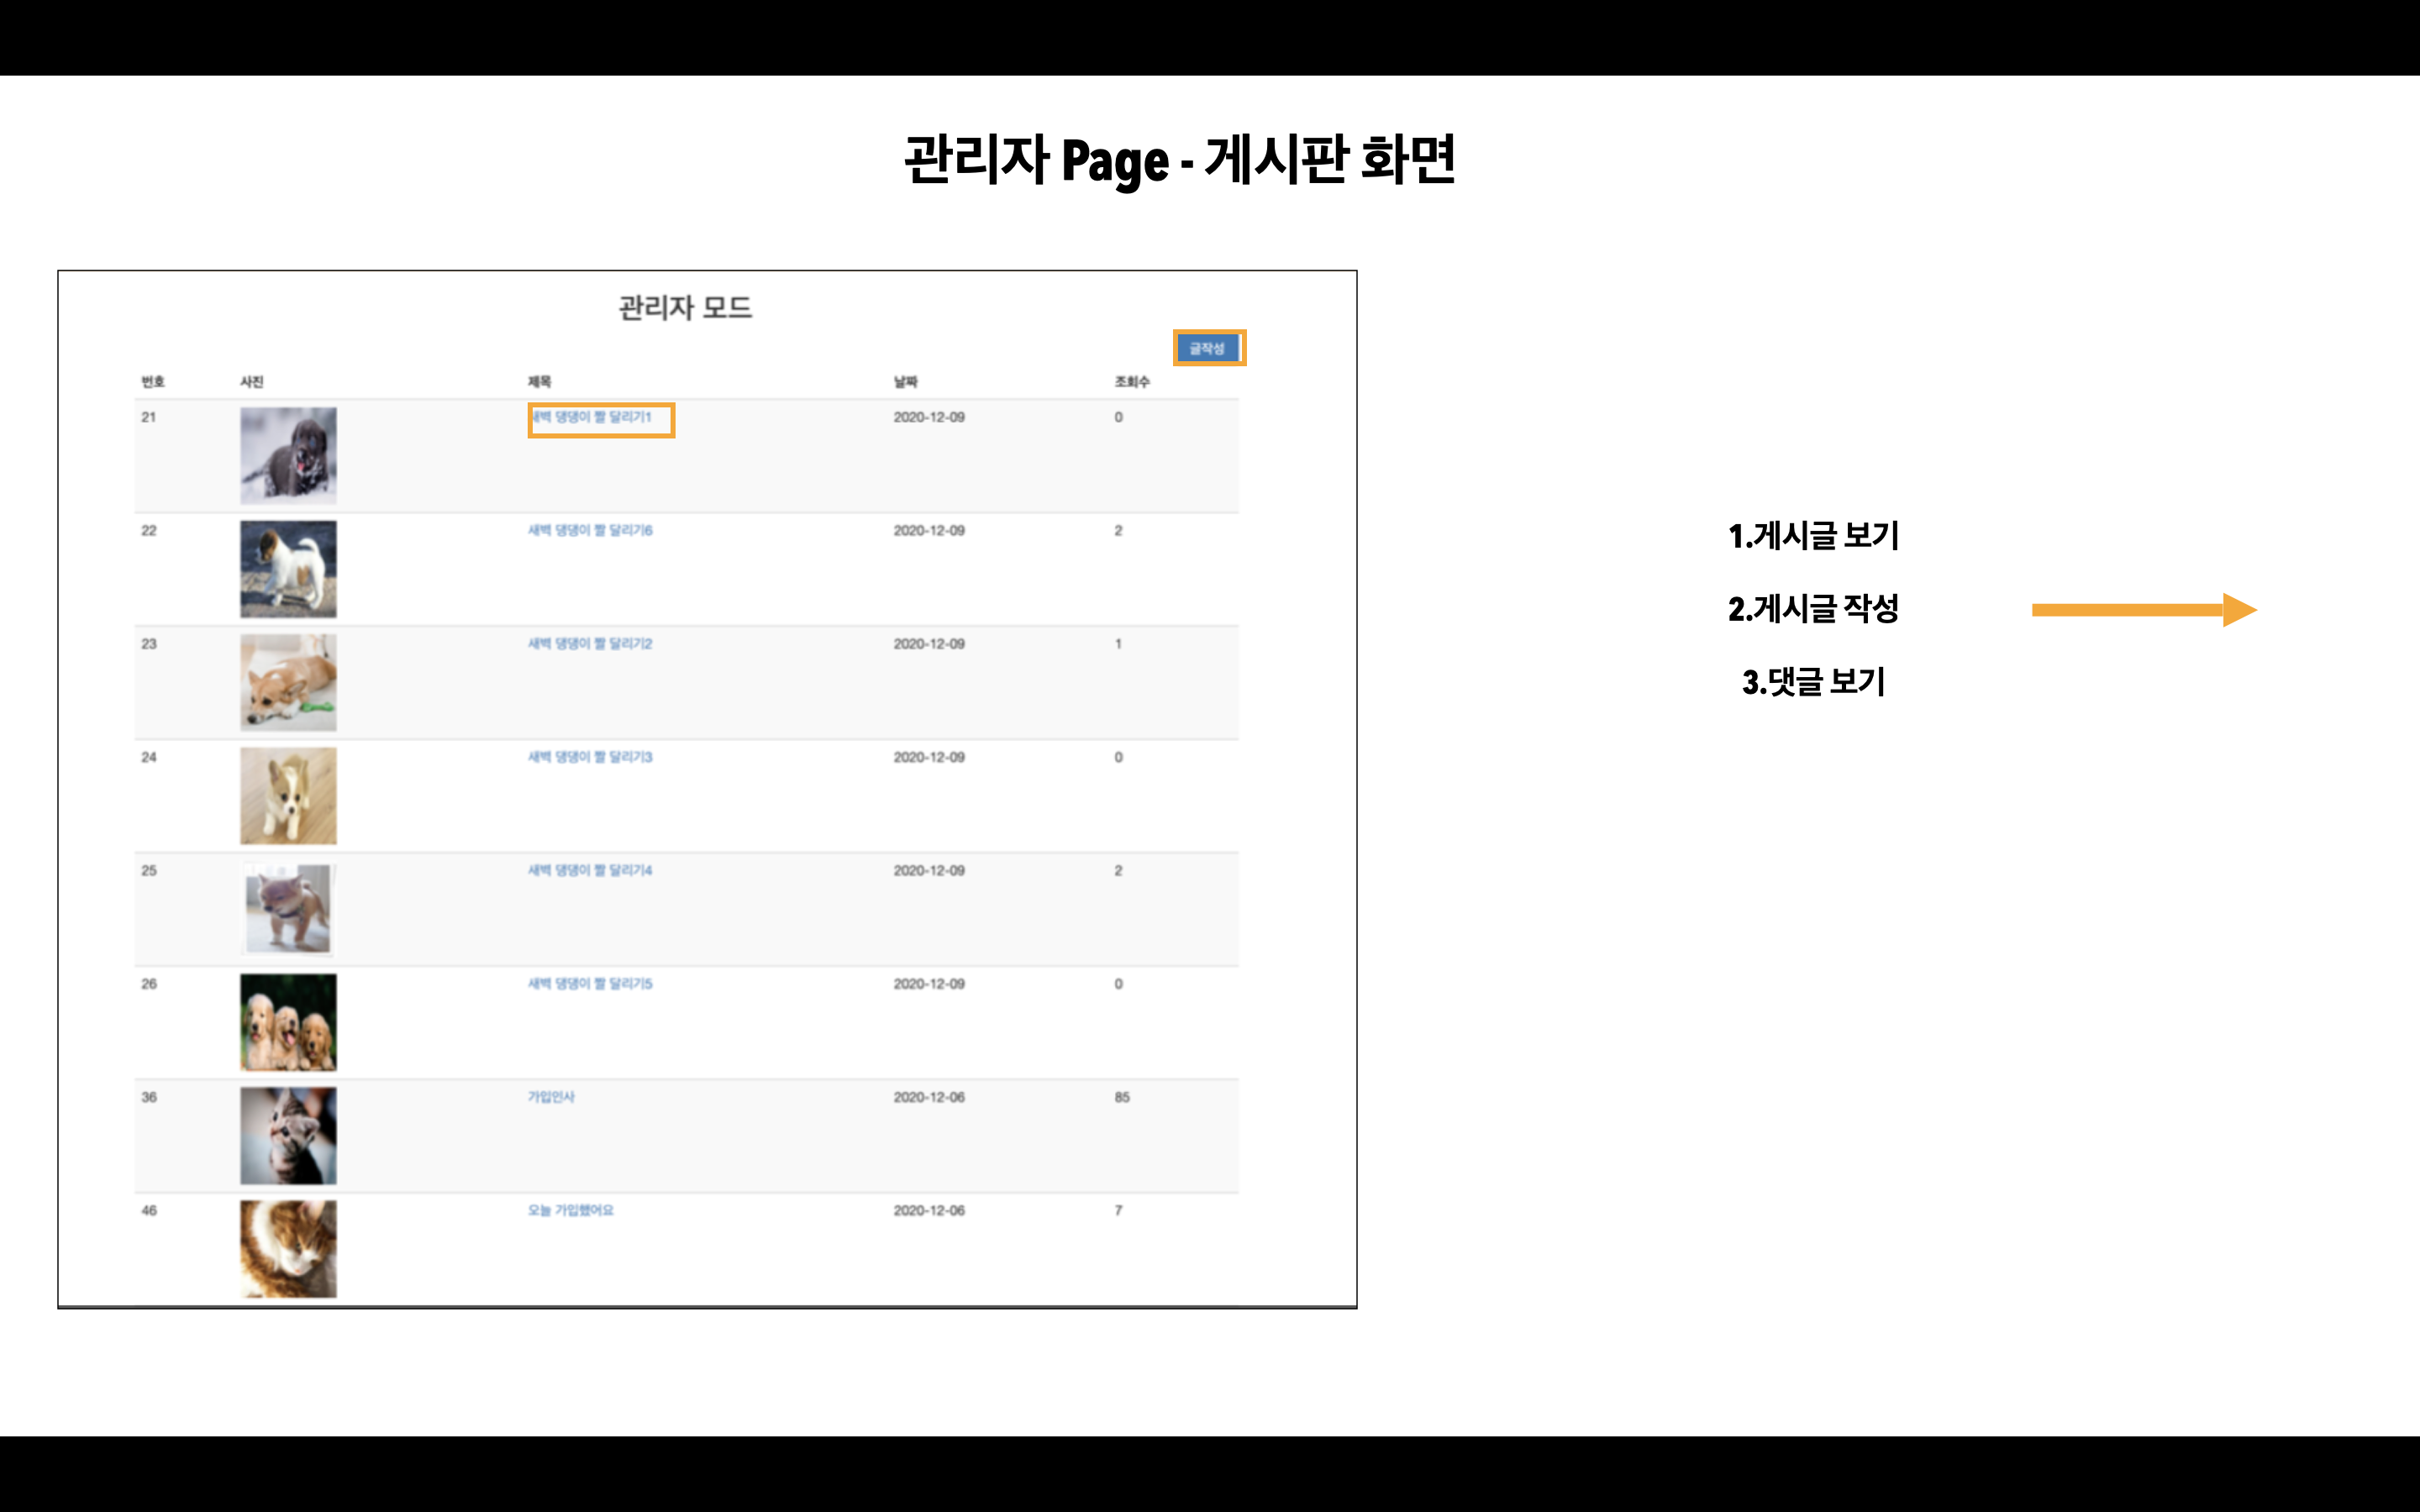 관리자 Page - 게시판 화면
관리자 모드
글작성
번호 사진 제목 날짜 조회수
21 새벽 댕댕이 짤 달리기1 2020-12-09 0
22 새벽 댕댕이 짤 달리기6 2020-12-09 2
23 새벽 댕댕이 짤 달리기2 2020-12-09 1
24 새벽 댕댕이 짤 달리기3 2020-12-09 0
25 새벽 댕댕이 짤 달리기4 2020-12-09 2
26 새벽 댕댕이 짤 달리기5 2020-12-09 0
36 가입인사 2020-12-06 85
46 오늘 가입했어요 2020-12-06 7
1.게시글 보기
2.게시글 작성
3.댓글 보기